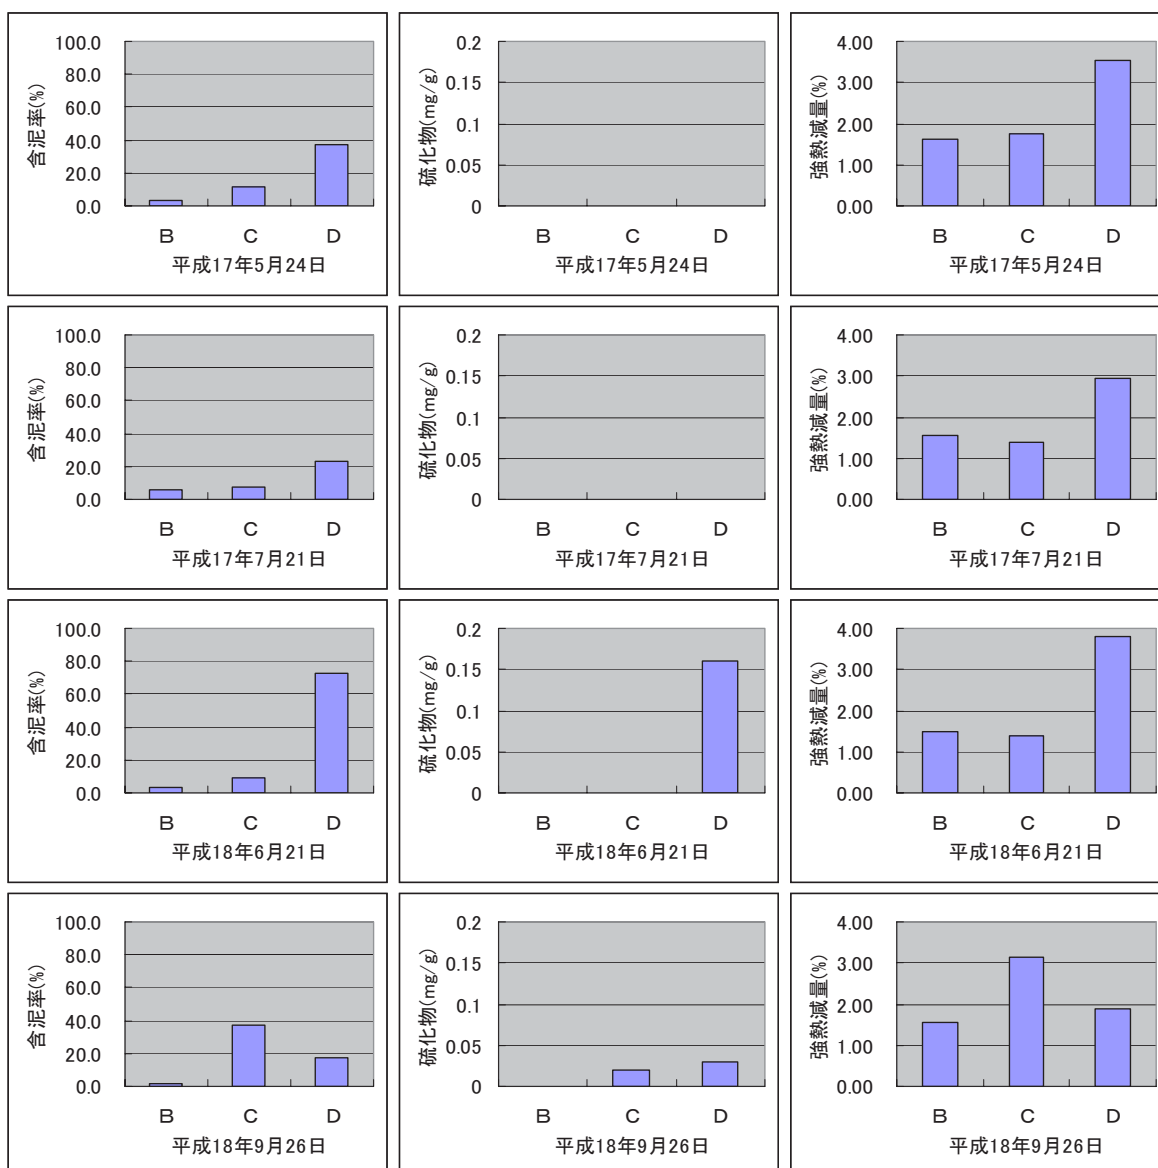 含泥率(%)
100.0
80.0
60.0
40.0
20.0
0.0
B C D
平成17年5月24日
硫化物(mg/g)
0.2
0.15
0.1
0.05
0
B C D
平成17年5月24日
強熱減量(%)
4.00
3.00
2.00
1.00
0.00
B C D
平成17年5月24日
含泥率(%)
100.0
80.0
60.0
40.0
20.0
0.0
B C D
平成17年7月21日
硫化物(mg/g)
0.2
0.15
0.1
0.05
0
B C D
平成17年7月21日
強熱減量(%)
4.00
3.00
2.00
1.00
0.00
B C D
平成17年7月21日
含泥率(%)
100.0
80.0
60.0
40.0
20.0
0.0
B C D
平成18年6月21日
硫化物(mg/g)
0.2
0.15
0.1
0.05
0
B C D
平成18年6月21日
強熱減量(%)
4.00
3.00
2.00
1.00
0.00
B C D
平成18年6月21日
含泥率(%)
100.0
80.0
60.0
40.0
20.0
0.0
B C D
平成18年9月26日
硫化物(mg/g)
0.2
0.15
0.1
0.05
0
B C D
平成18年9月26日
強熱減量(%)
4.00
3.00
2.00
1.00
0.00
B C D
平成18年9月26日